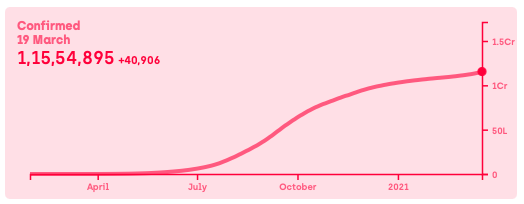 Confirmed
19 March
1,15,54,895 +40,906
1.5Cr
1Cr
50L
0
April July October 2021